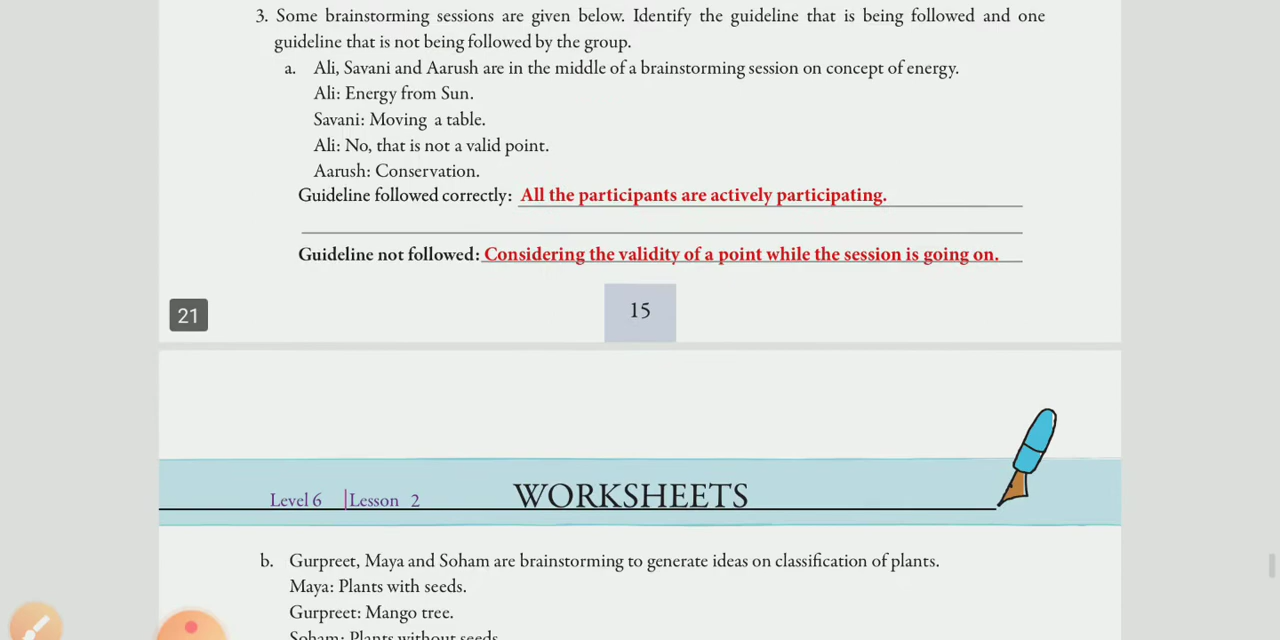 3. Some brainstorming sessions are given below. Identify the guideline that is being followed and one
guideline that is not being followed by the group.
a. Ali, Savani and Aarush are in the middle of a brainstorming session on concept of energy.
Ali: Energy from Sun.
Savani: Moving a table.
Ali: No, that is not a valid point.
Aarush: Conservation.
Guideline followed correctly: All the participants are actively participating.
Guideline not followed: Considering the validity of a point while the session is going on.
21
15
Level 6 | Lesson 2
WORKSHEETS
b. Gurpreet, Maya and Soham are brainstorming to generate ideas on classification of plants.
Maya: Plants with seeds.
Gurpreet: Mango tree.
Soham: Plants without seeds